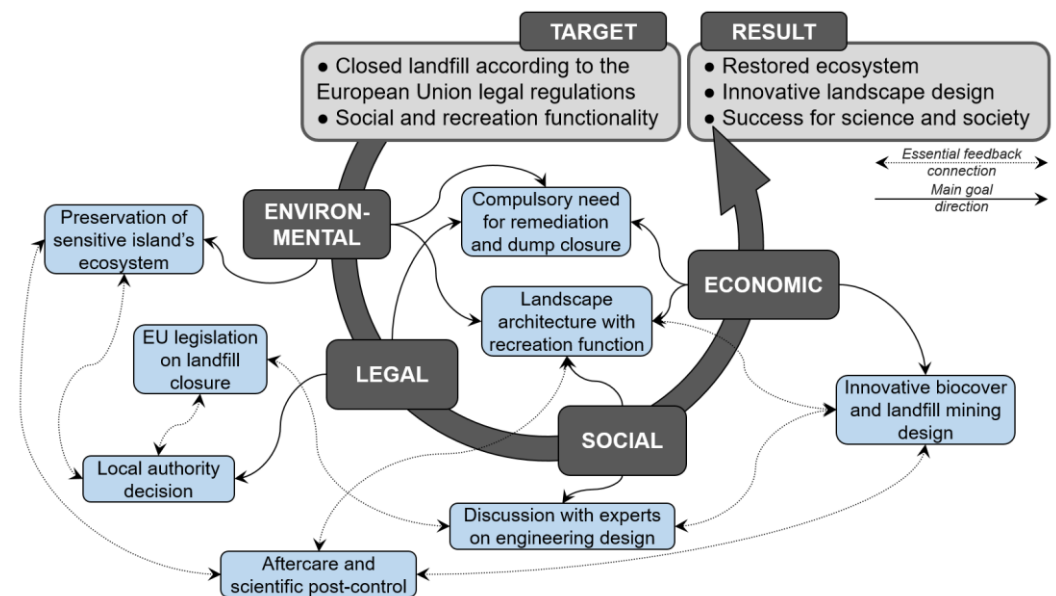 TARGET
● Closed landfill according to the
European Union legal regulations
● Social and recreation functionality
RESULT
● Restored ecosystem
● Innovative landscape design
● Success for science and society
Essential feedback
connection
Main goal
direction
ENVIRON-
MENTAL
Compulsory need
for remediation
and dump closure
Preservation of
sensitive island's
ecosystem
ECONOMIC
Landscape
architecture with
recreation function
EU legislation
on landfill
closure
LEGAL
Innovative biocover
and landfill mining
design
SOCIAL
Local authority
decision
Discussion with experts
on engineering design
Aftercare and
scientific post-control